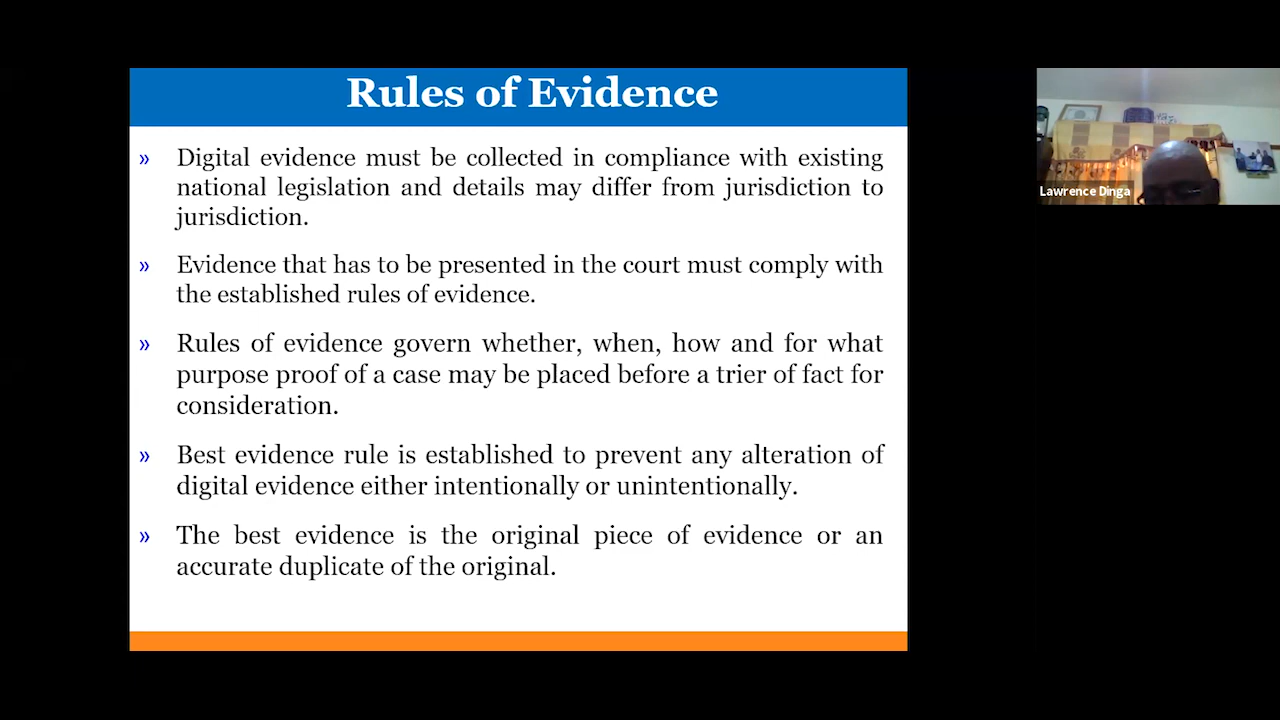 Rules of Evidence
» Digital evidence must be collected in compliance with existing
national legislation and details may differ from jurisdiction to
jurisdiction.
» Evidence that has to be presented in the court must comply with
the established rules of evidence.
» Rules of evidence govern whether, when, how and for what
purpose proof of a case may be placed before a trier of fact for
consideration.
» Best evidence rule is established to prevent any alteration of
digital evidence either intentionally or unintentionally.
» The best evidence is the original piece of evidence or an
accurate duplicate of the original.
Lawrence Dinga